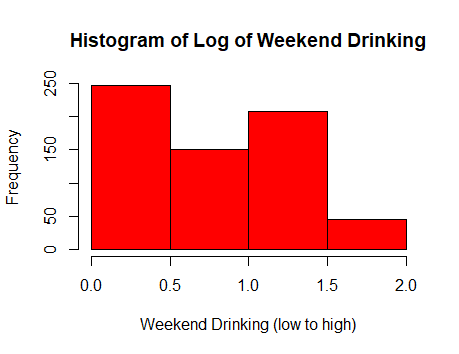 Histogram of Log of Weekend Drinking
Frequency
250
150
50
0
0.0 0.5 1.0 1.5 2.0
Weekend Drinking (low to high)